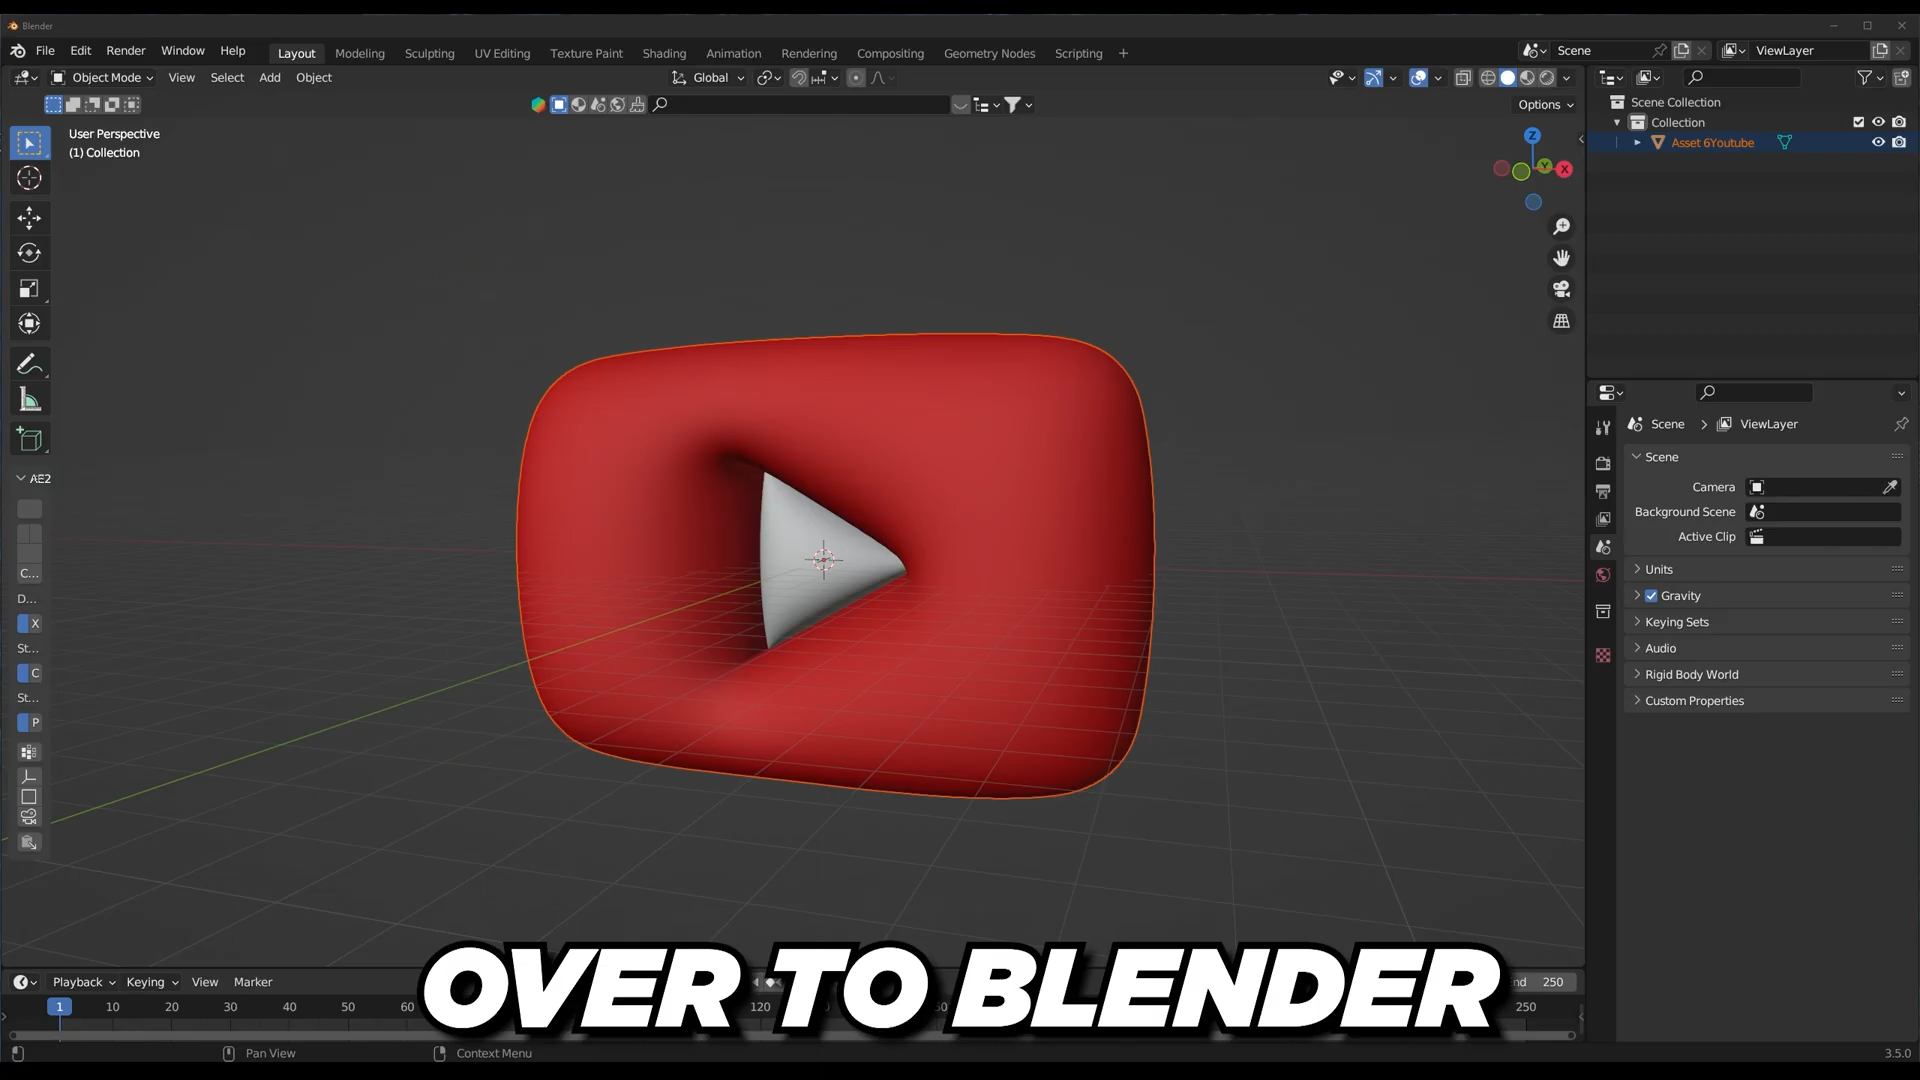 Blender
File Edit Render Window Help Layout Modeling Sculpting UV Editing Texture Paint Shading Animation Rendering Compositing Geometry Nodes Scripting + Scene ViewLayer
Object Mode View Select Add Object Global
Options
User Perspective
(1) Collection
Z
Y
X
Scene Collection
Collection
Asset 6Youtube
Scene ViewLayer
Scene
Camera
Background Scene
Active Clip
Units
Gravity
Keying Sets
Audio
Rigid Body World
Custom Properties
AE2
C...
D...
X
St...
C
St...
P
Playback Keying View Marker
nd 250
1 10 20 30 40 50 60 120 250
OVER TO BLENDER
Pan View Context Menu 3.5.0